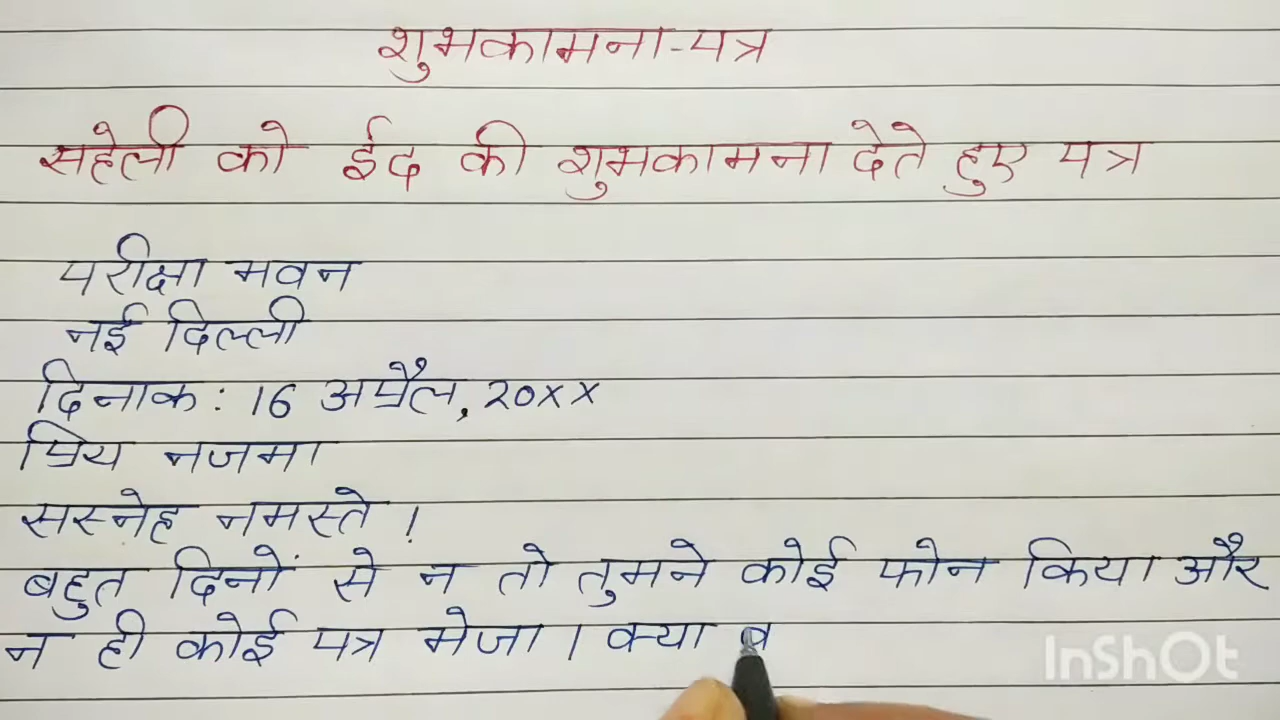 शुभकामना-पत्र
सहेली को ईद की शुभकामना देते हुए पत्र
परीक्षा भवन
नई दिल्ली
दिनाक : 16 अप्रैल, 20xx
प्रिय नजमा
सस्नेह नमस्ते !
बहुत दिनों से न तो तुमने कोई फोन किया और
न ही कोई पत्र भेजा । क्या ब
InShOt